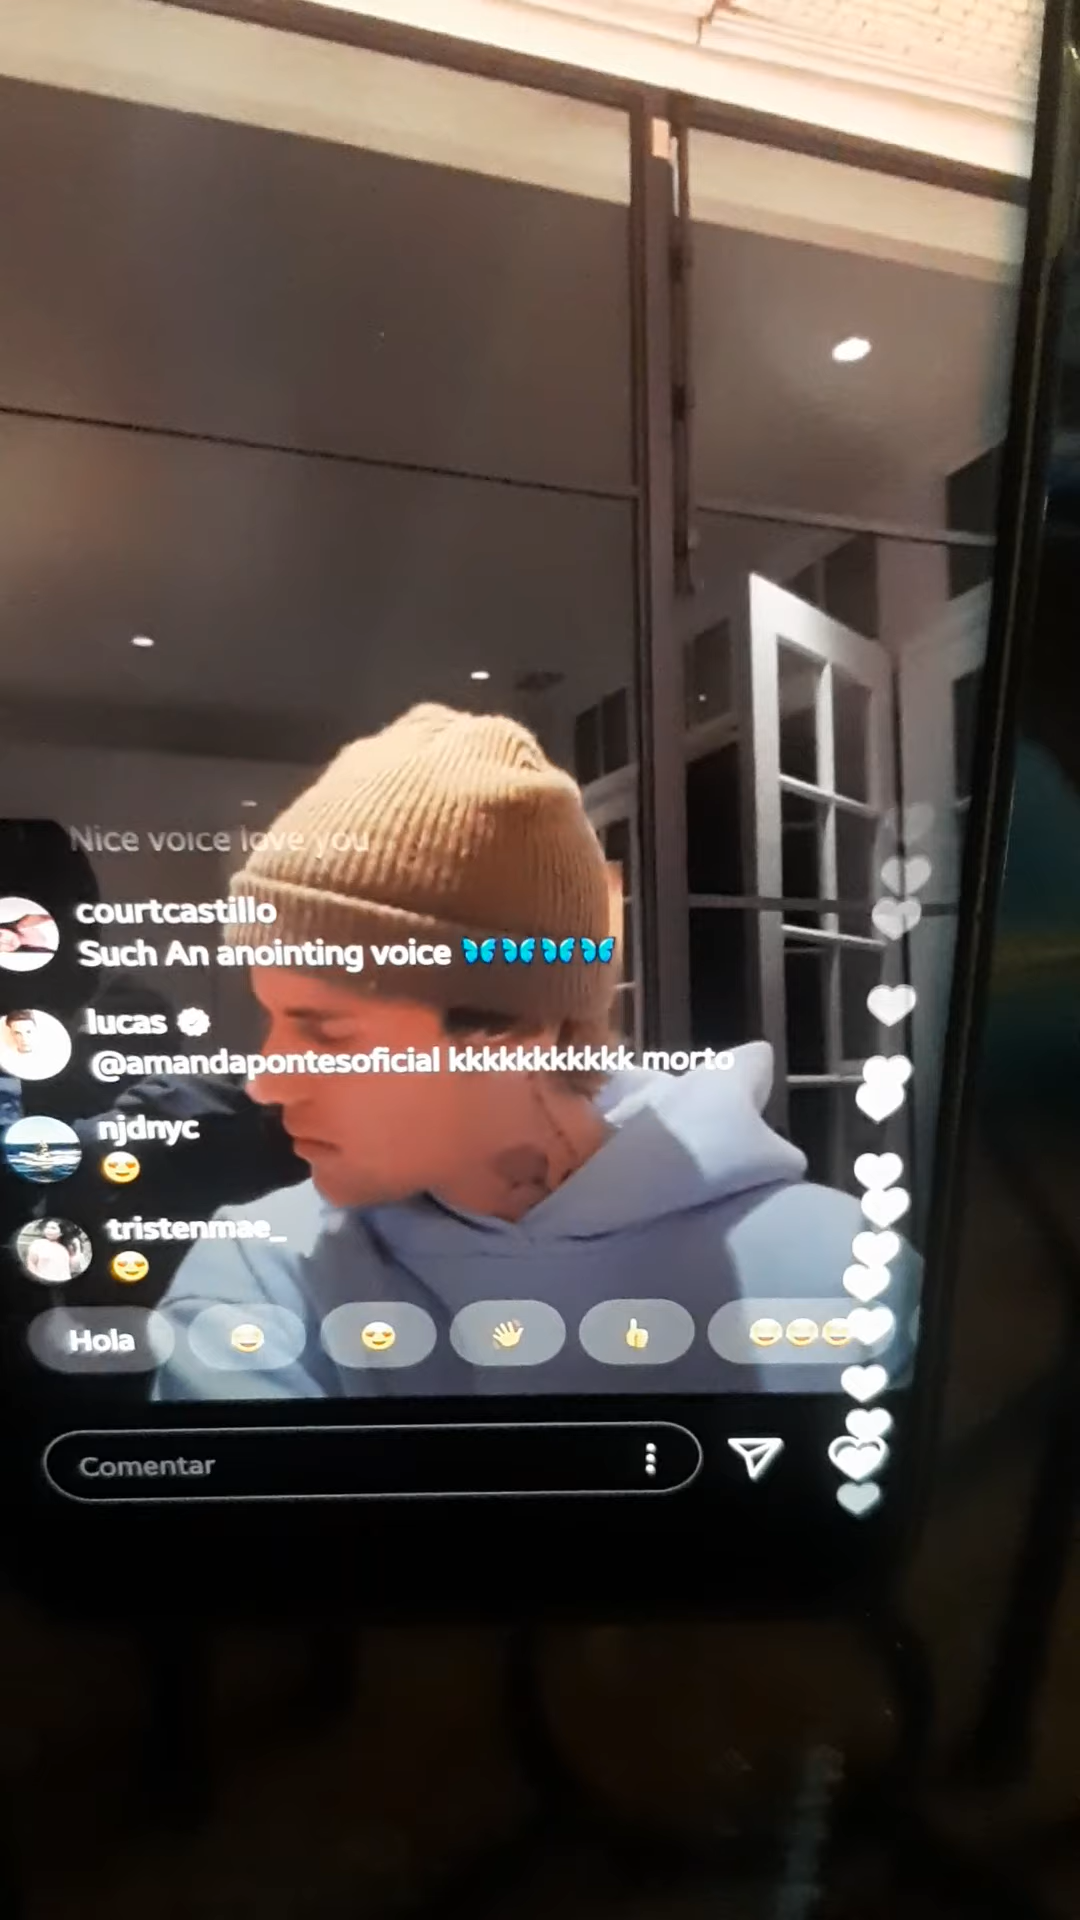 Nice voice love you
courtcastillo
Such An anointing voice 🦋🦋🦋🦋
lucas
@amandapontesoficial kkkkkkkkkkk morto
njdnyc
😍
tristenmae_
😍
Hola 😂 😍 👋 👍 😂😂😂
Comentar